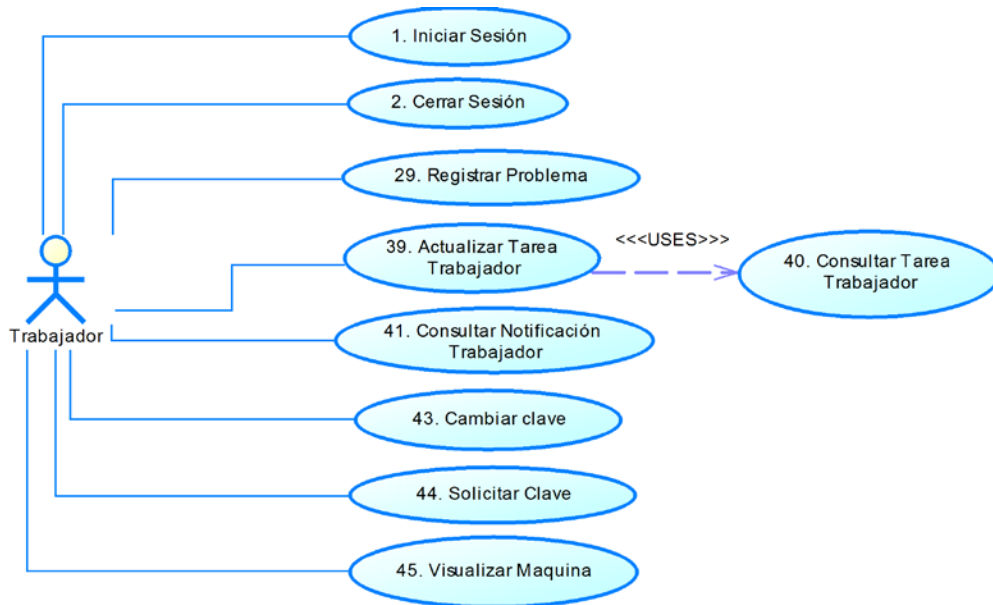 1. Iniciar Sesión
2. Cerrar Sesión
29. Registrar Problema
39. Actualizar Tarea
Trabajador
<<<USES>>>
40. Consultar Tarea
Trabajador
Trabajador
41. Consultar Notificación
Trabajador
43. Cambiar clave
44. Solicitar Clave
45. Visualizar Maquina